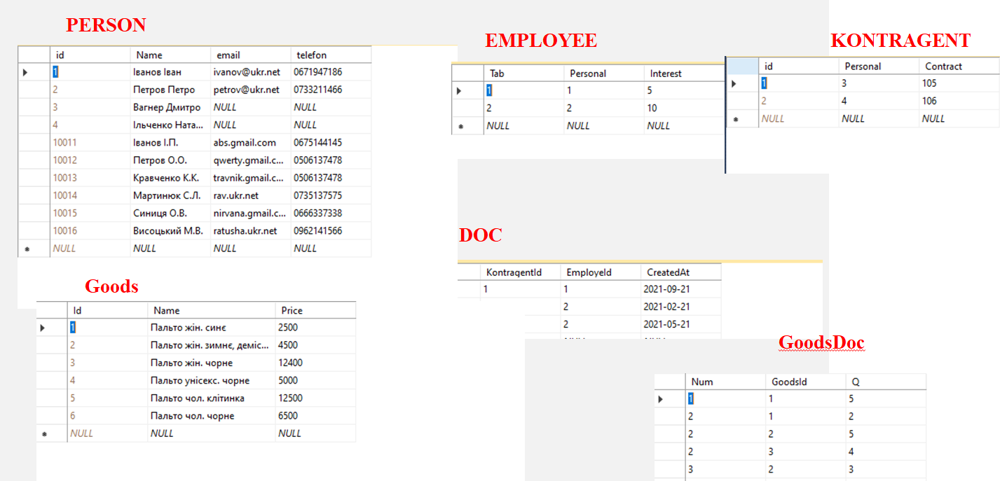 PERSON
id Name email telefon
1 Іванов Іван ivanov@ukr.net 0671947186
2 Петров Петро petrov@ukr.net 0733211466
3 Вагнер Дмитро NULL NULL
4 Ільченко Ната... NULL NULL
10011 Іванов І.П. abs.gmail.com 0675144145
10012 Петров О.О. qwerty.gmail.c... 0506137478
10013 Кравченко К.К. travnik.gmail.c... 0506137478
10014 Мартинюк С.Л. rav.ukr.net 0735137575
10015 Синиця О.В. nirvana.gmail.c... 0666337338
10016 Висоцький М.В. ratusha.ukr.net 0962141566
NULL NULL NULL NULL
EMPLOYEE
Tab Personal Interest
1 1 5
2 2 10
NULL NULL NULL
KONTRAGENT
id Personal Contract
1 3 105
2 4 106
NULL NULL NULL
DOC
KontragentId EmployeId CreatedAt
1 1 2021-09-21
2 2021-02-21
2 2021-05-21
Goods
Id Name Price
1 Пальто жін. синє 2500
2 Пальто жін. зимнє, деміс... 4500
3 Пальто жін. чорне 12400
4 Пальто унісекс. чорне 5000
5 Пальто чол. клітинка 12500
6 Пальто чол. чорне 6500
NULL NULL NULL
GoodsDoc
Num GoodsId Q
1 1 5
2 1 2
2 2 5
2 3 4
3 2 3